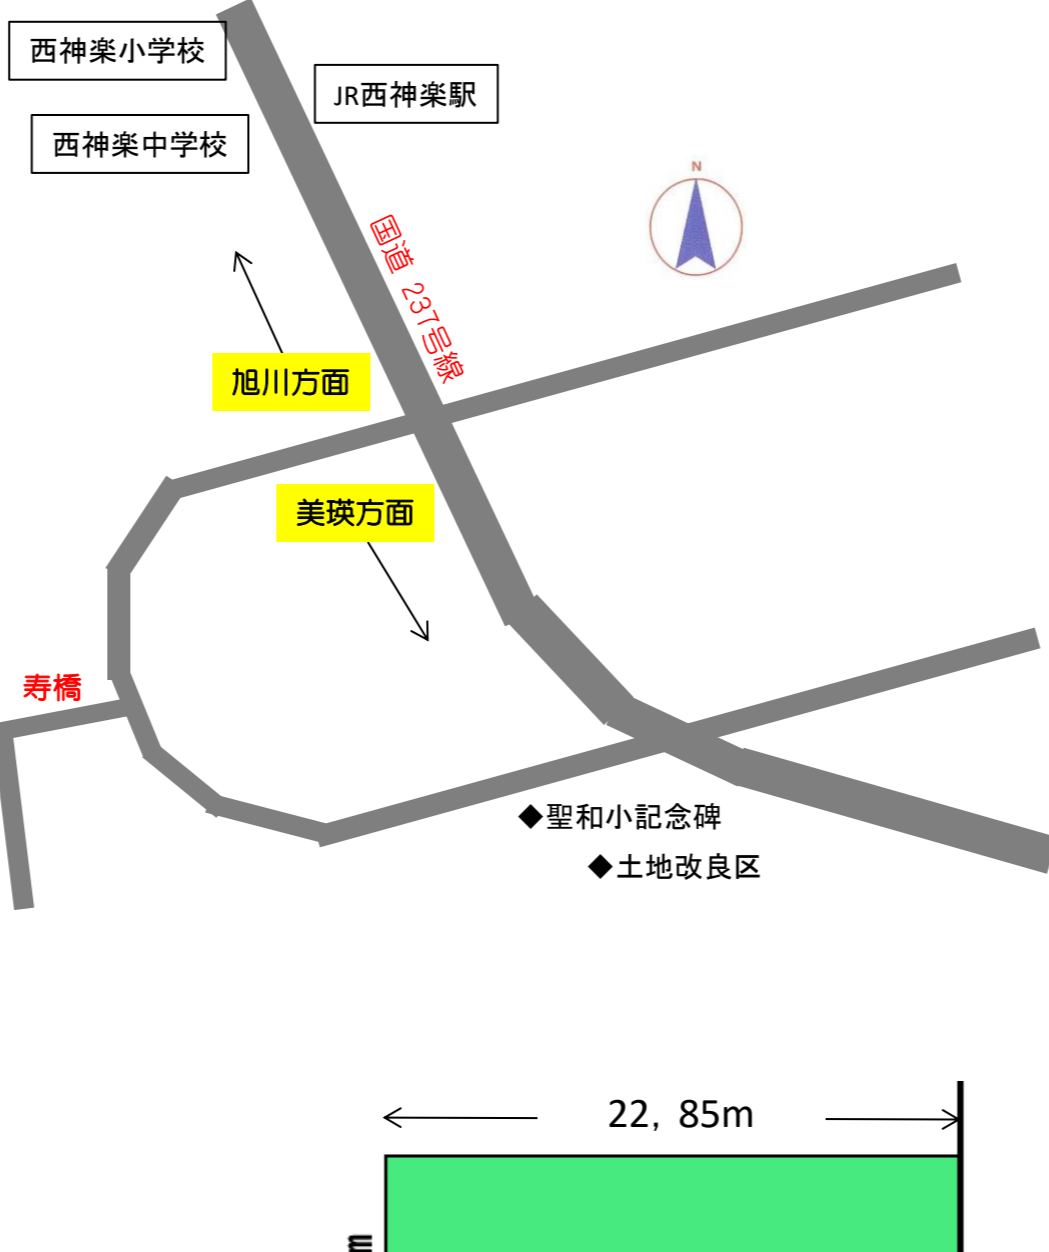 西神楽小学校
JR西神楽駅
西神楽中学校
N
国道 237号線
旭川方面
美瑛方面
寿橋
◆聖和小記念碑
◆土地改良区
22, 85m
m